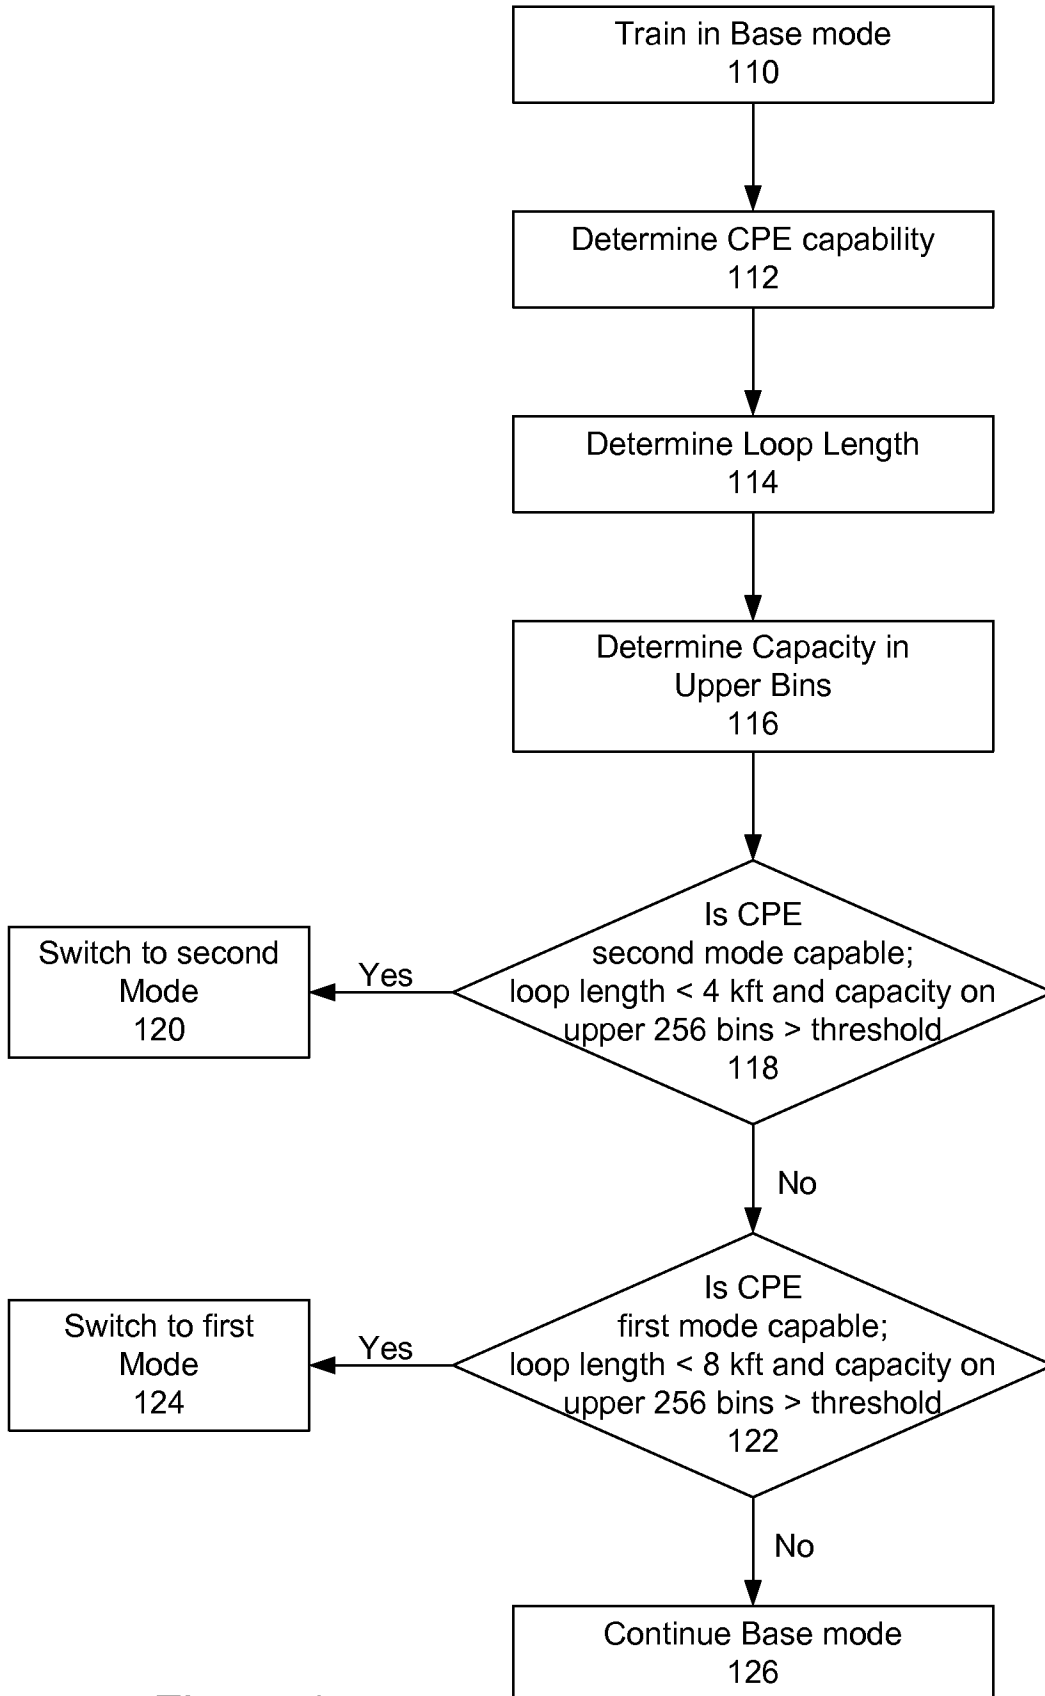 Train in Base mode
110
Determine CPE capability
112
Determine Loop Length
114
Determine Capacity in
Upper Bins
116
Is CPE
second mode capable;
loop length < 4 kft and capacity on
upper 256 bins > threshold
118
Yes
Switch to second
Mode
120
No
Is CPE
first mode capable;
loop length < 8 kft and capacity on
upper 256 bins > threshold
122
Yes
Switch to first
Mode
124
No
Continue Base mode
126